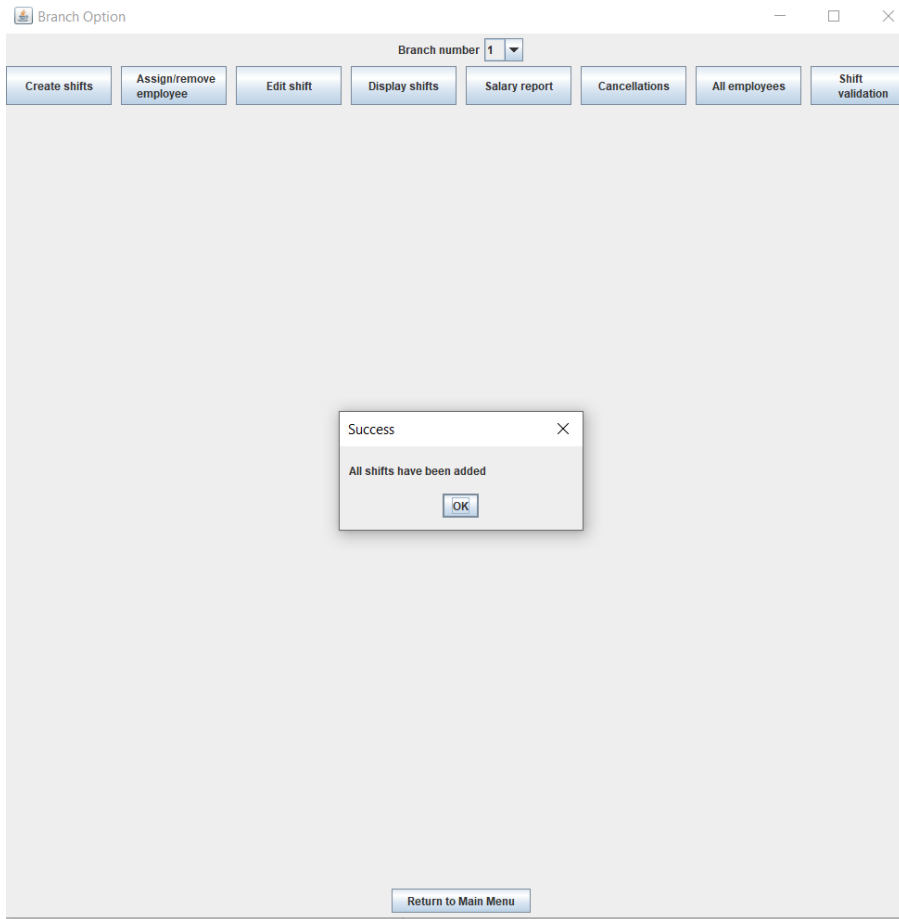 Branch Option
Branch number 1
Create shifts
Assign/remove
employee
Edit shift
Display shifts
Salary report
Cancellations
All employees
Shift
validation
Success
All shifts have been added
OK
Return to Main Menu